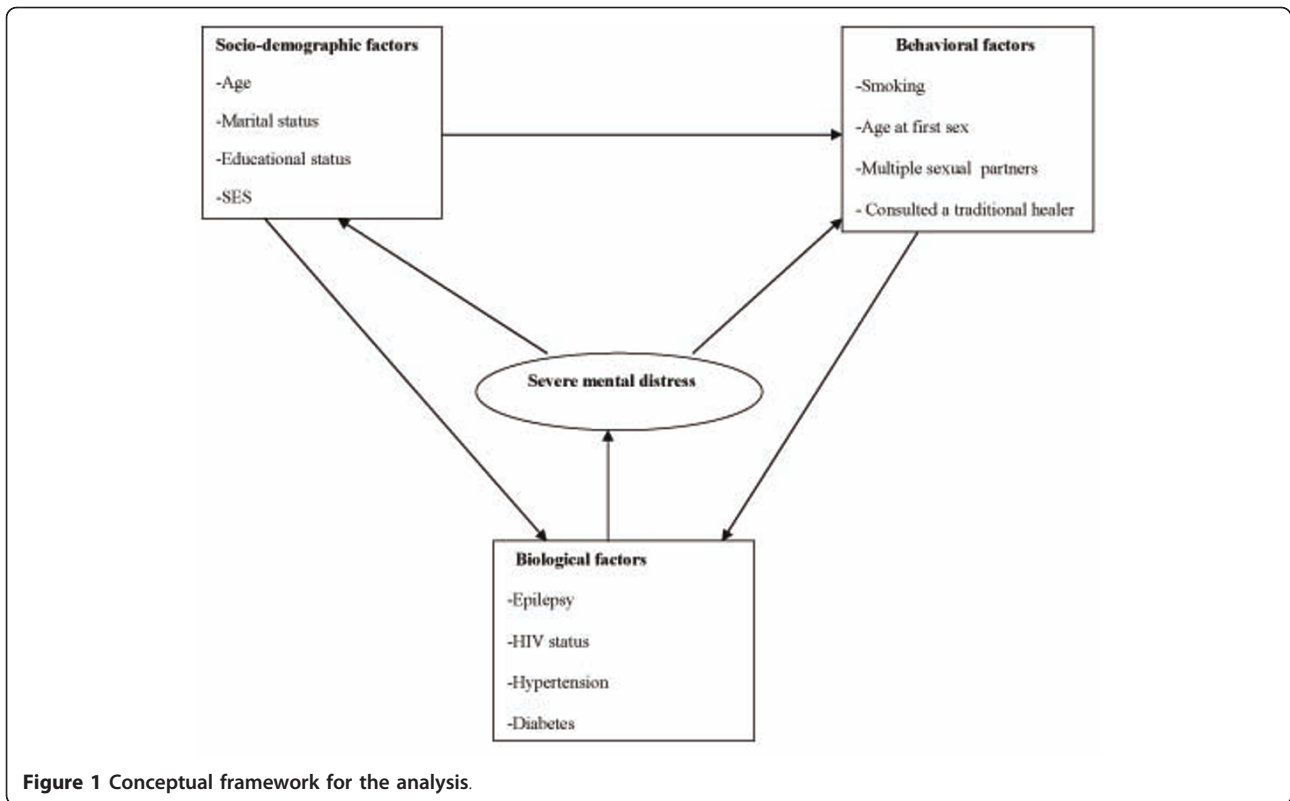 Socio-demographic factors
-Age
-Marital status
-Educational status
-SES
Behavioral factors
-Smoking
-Age at first sex
-Multiple sexual partners
- Consulted a traditional healer
Severe mental distress
Biological factors
-Epilepsy
-HIV status
-Hypertension
-Diabetes
Figure 1 Conceptual framework for the analysis.